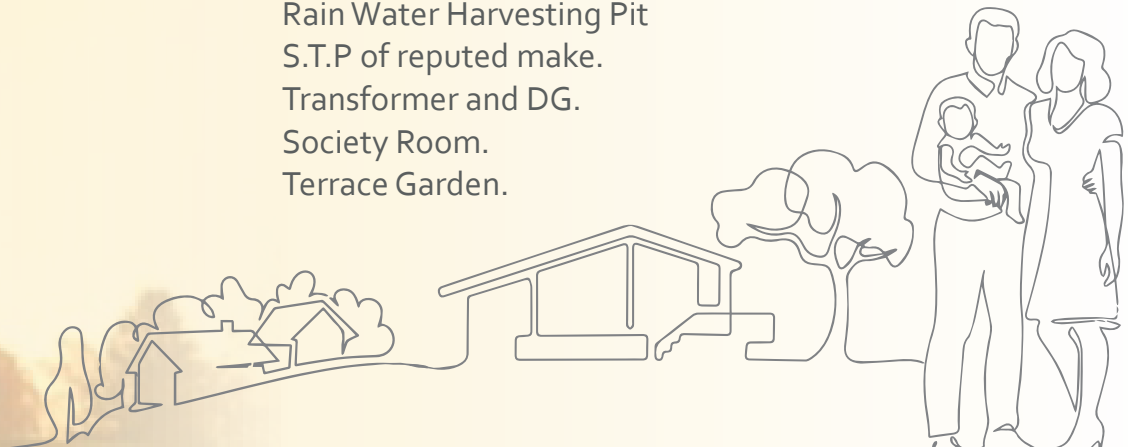 Rain Water Harvesting Pit
S.T.P of reputed make.
Transformer and DG.
Society Room.
Terrace Garden.